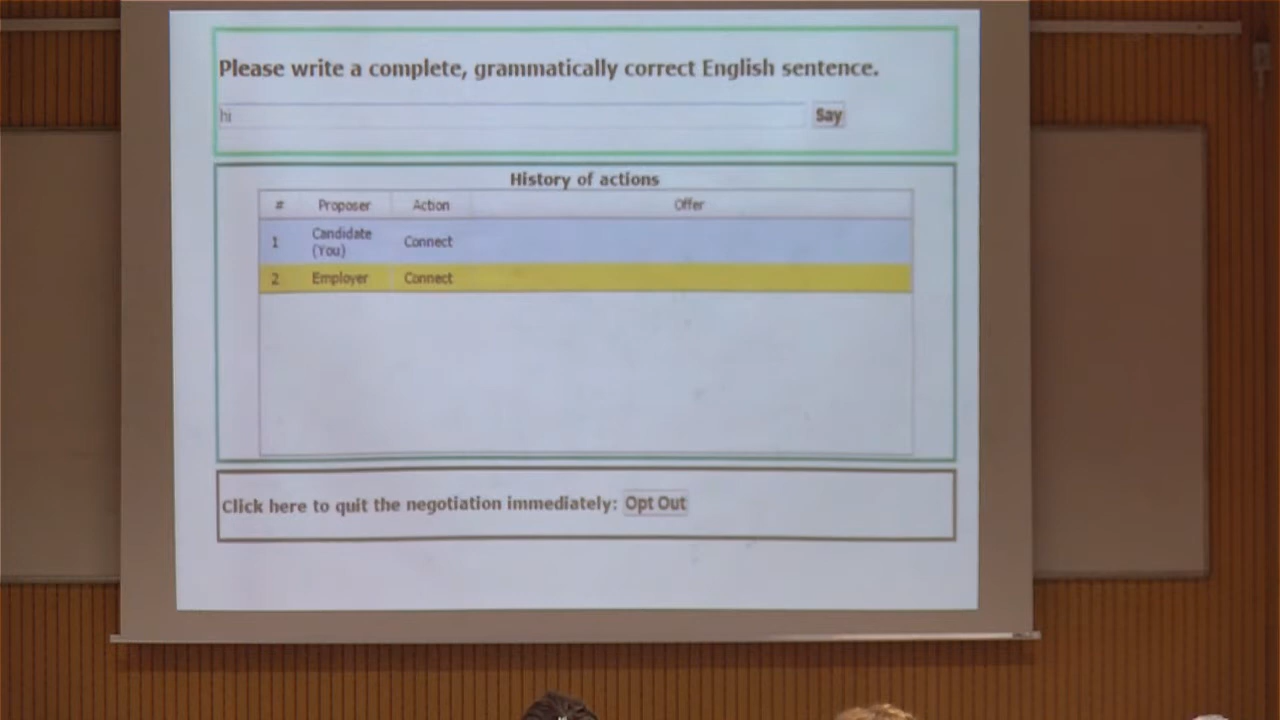 Please write a complete, grammatically correct English sentence.
hi
Say
History of actions
# Proposer Action Offer
1 Candidate (You) Connect
2 Employer Connect
Click here to quit the negotiation immediately: Opt Out